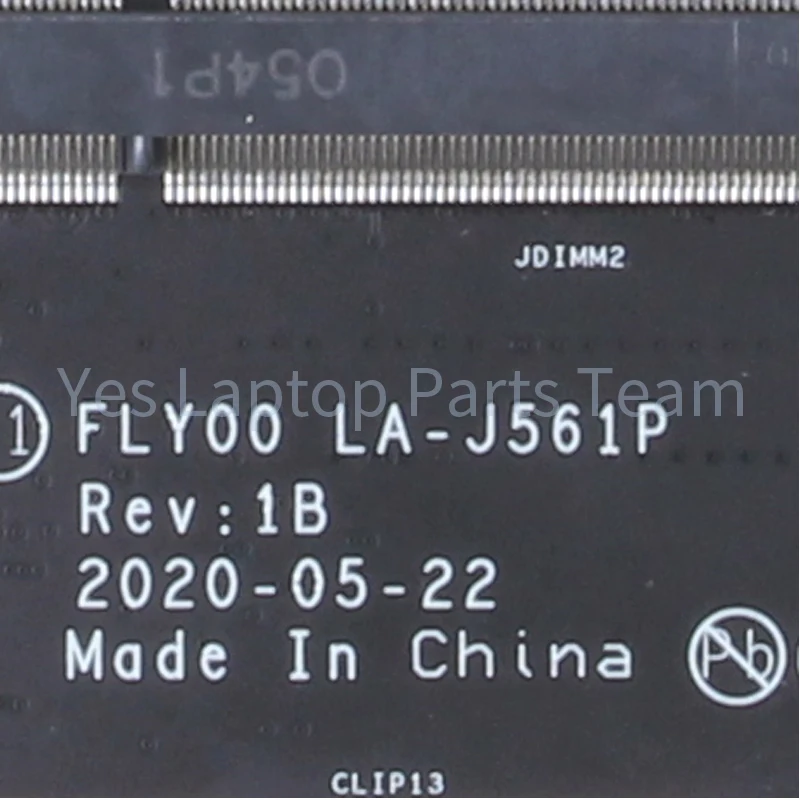 054P1
JDIMM2
Yes Laptop Parts Team
1 FLY00 LA-J561P
Rev:1B
2020-05-22
Made In China Pb
CLIP13